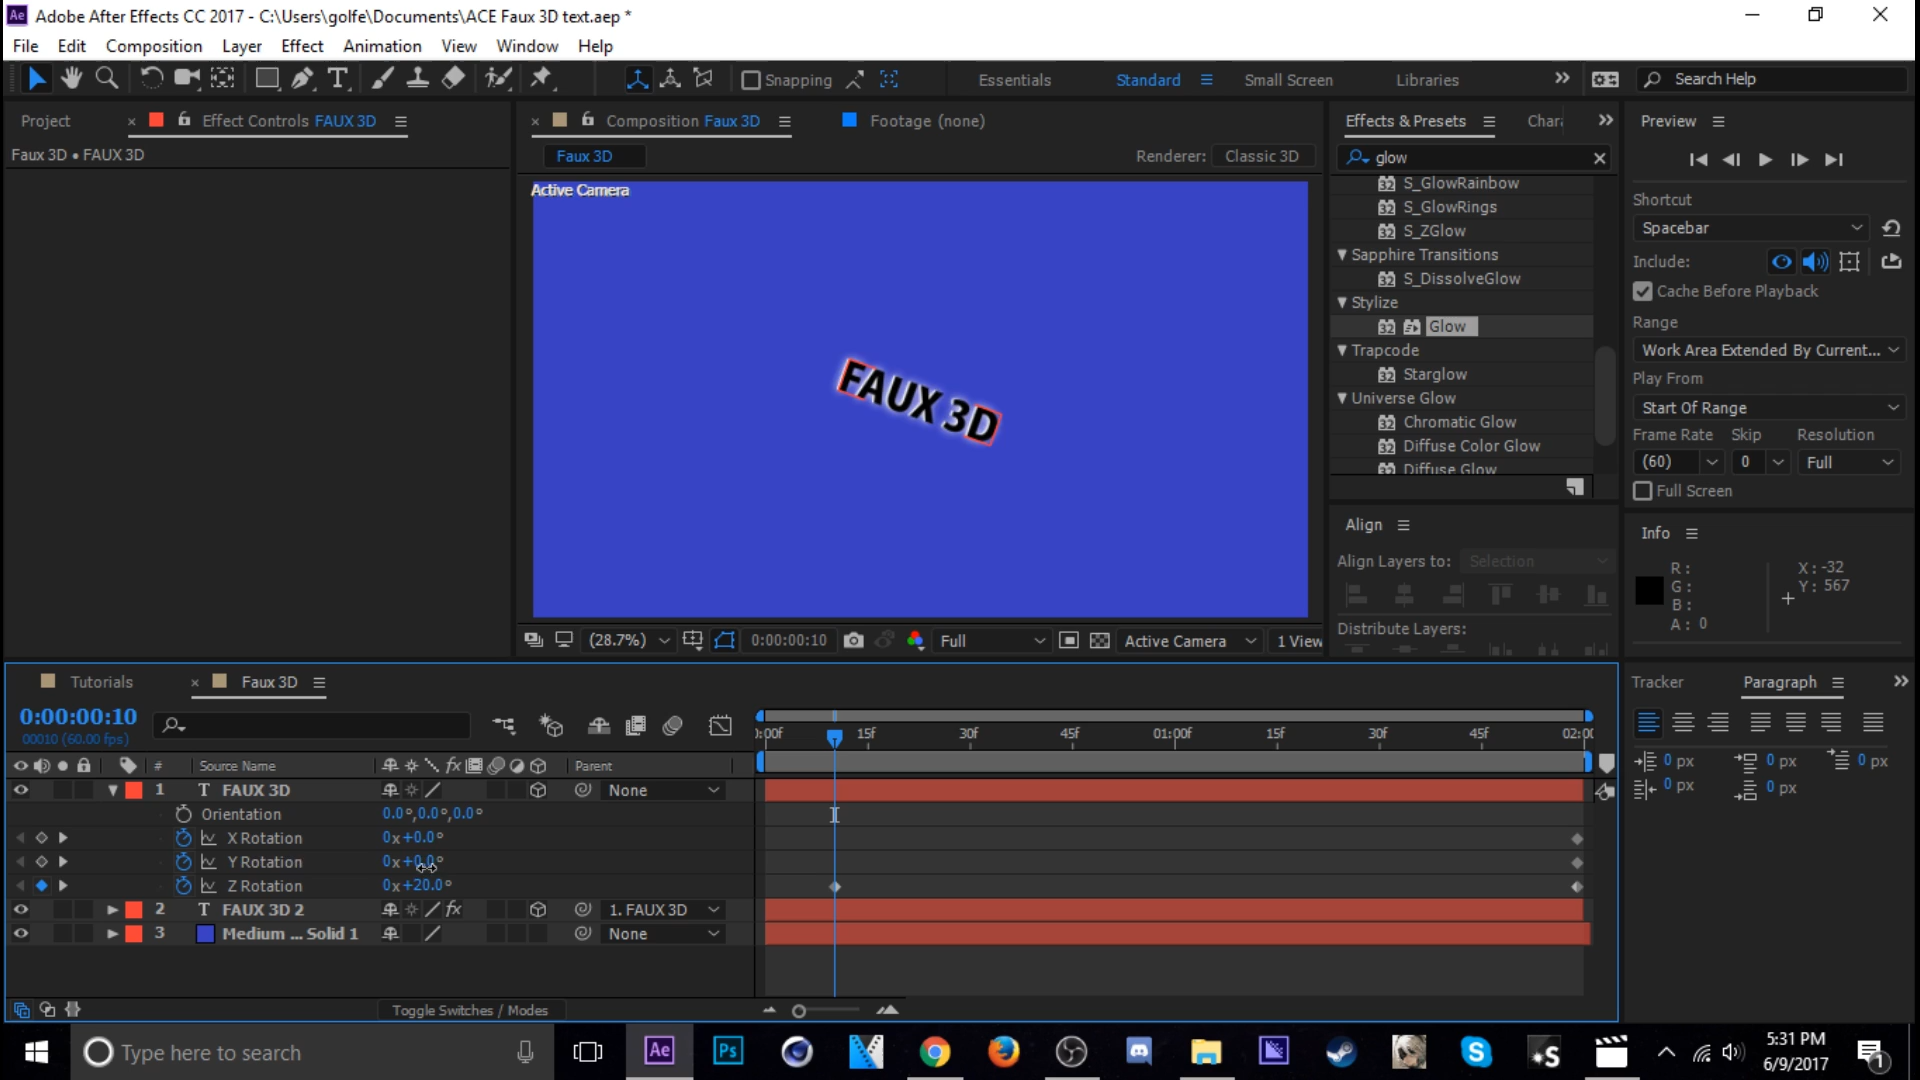 Adobe After Effects CC 2017 - C:\Users\golfe\Documents\ACE Faux 3D text.aep *
File Edit Composition Layer Effect Animation View Window Help
Snapping Essentials Standard Small Screen Libraries Search Help
Project Effect Controls FAUX 3D Composition Faux 3D Footage (none) Effects & Presets Preview
Faux 3D • FAUX 3D
Faux 3D Renderer: Classic 3D glow
Active Camera
S_GlowRainbow
S_GlowRings
S_ZGlow
Sapphire Transitions
S_DissolveGlow
Stylize
Glow
Trapcode
Starglow
Universe Glow
Chromatic Glow
Diffuse Color Glow
Diffuse Glow
FAUX 3D
Shortcut
Spacebar
Include:
Cache Before Playback
Range
Work Area Extended By Current...
Play From
Start Of Range
Frame Rate Skip Resolution
(60) 0 Full
Full Screen
Align
Align Layers to: Selection
Distribute Layers:
Info
R:
G:
B:
A: 0
X: -32
Y: 567
(28.7%) 0:00:00:10 Full Active Camera 1 View
Tutorials Faux 3D
0:00:00:10
00010 (60.00 fps)
:00f 15f 30f 45f 01:00f 15f 30f 45f 02:00
# Source Name fx Parent
1 T FAUX 3D None
Orientation 0.0°,0.0°,0.0°
X Rotation 0x+0.0°
Y Rotation 0x+0.0°
Z Rotation 0x+20.0°
2 T FAUX 3D 2 fx 1. FAUX 3D
3 Medium ... Solid 1 None
Toggle Switches / Modes
Tracker Paragraph
0 px 0 px 0 px
0 px 0 px
Type here to search
Ae Ps
5:31 PM
6/9/2017
1